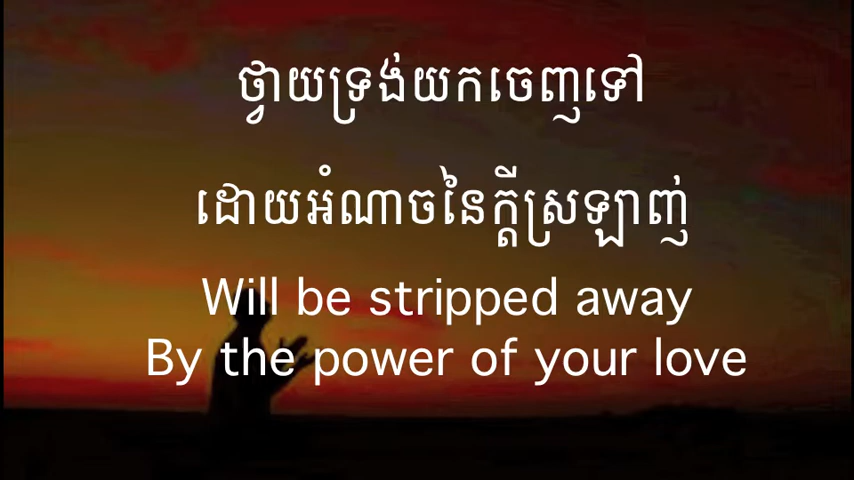 ថ្វាយទ្រង់យកចេញទៅ
ដោយអំណាចនៃក្ដីស្រឡាញ់
Will be stripped away
By the power of your love